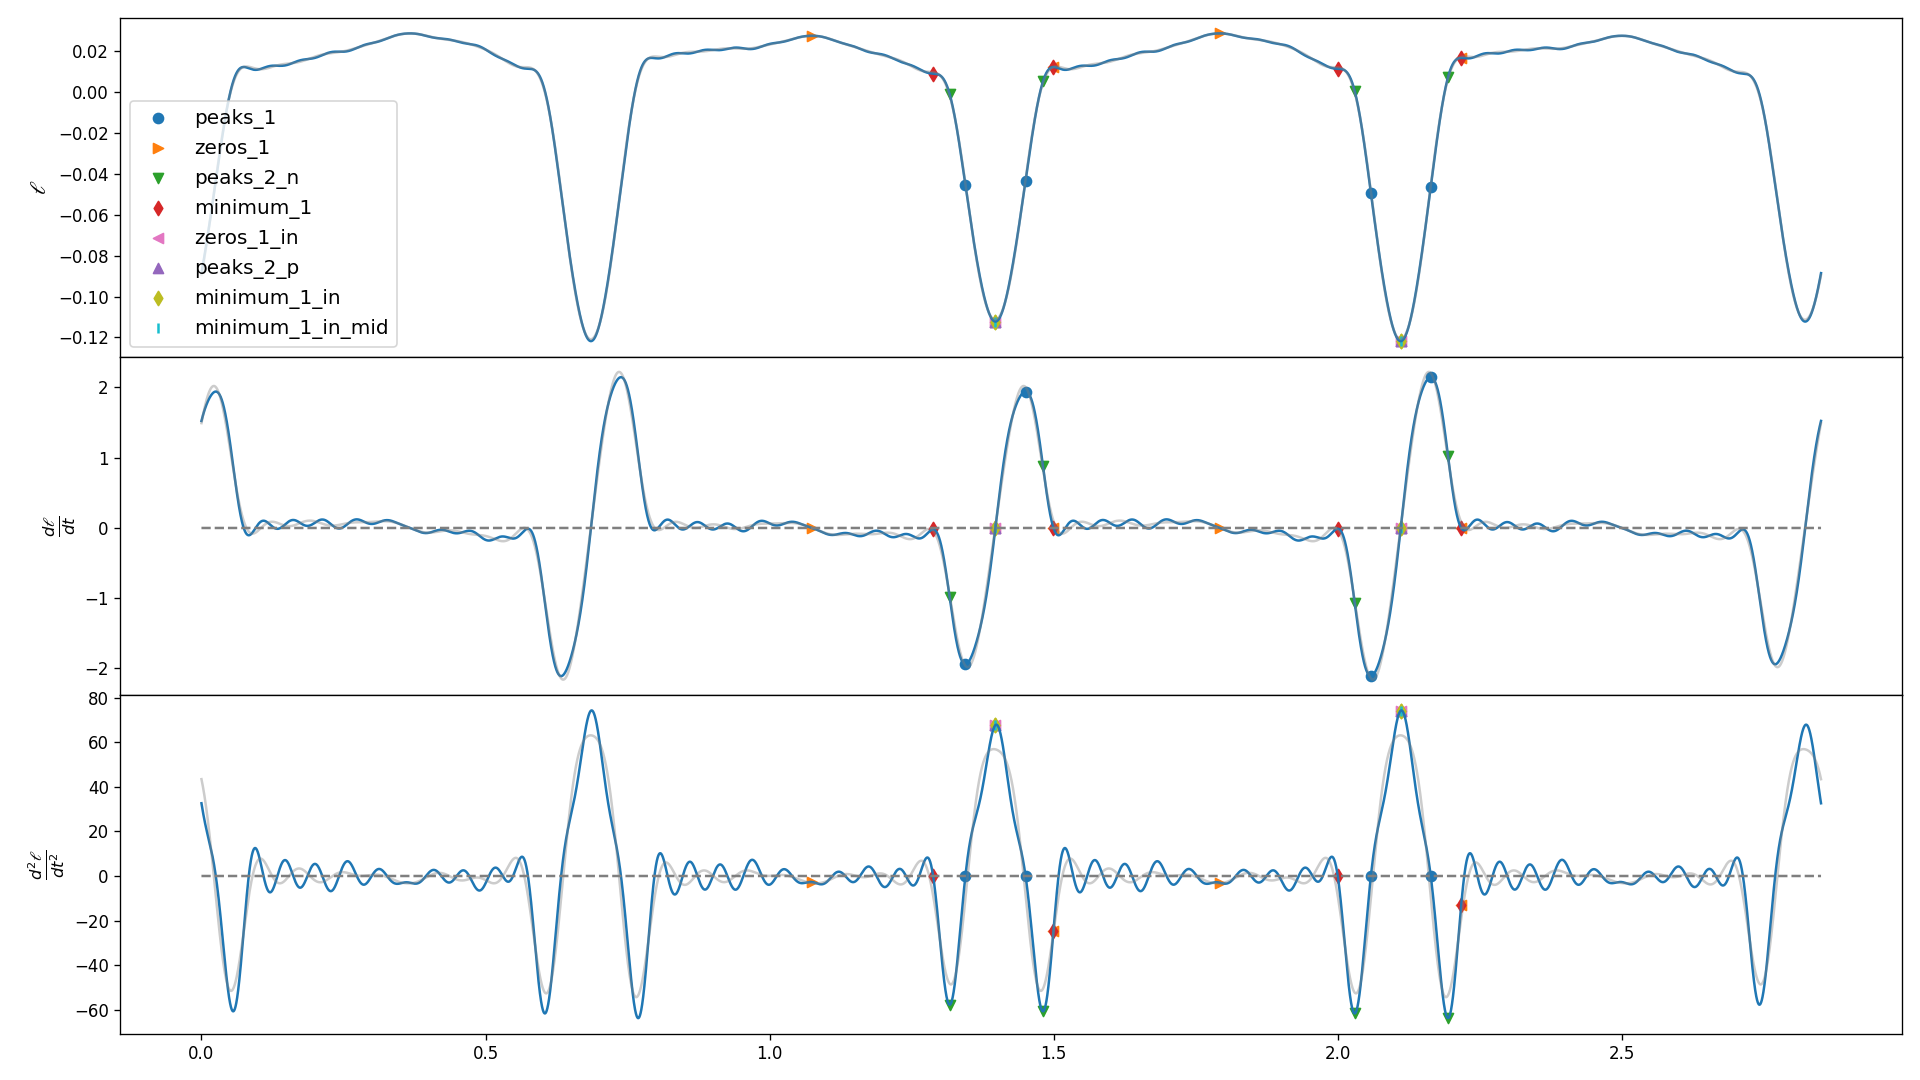 0.02
0.00
−0.02
−0.04
−0.06
−0.08
−0.10
−0.12
ℓ
peaks_1
zeros_1
peaks_2_n
minimum_1
zeros_1_in
peaks_2_p
minimum_1_in
minimum_1_in_mid
2
1
0
−1
−2
dℓ
dt
80
60
40
20
0
−20
−40
−60
d²ℓ
dt²
0.0 0.5 1.0 1.5 2.0 2.5